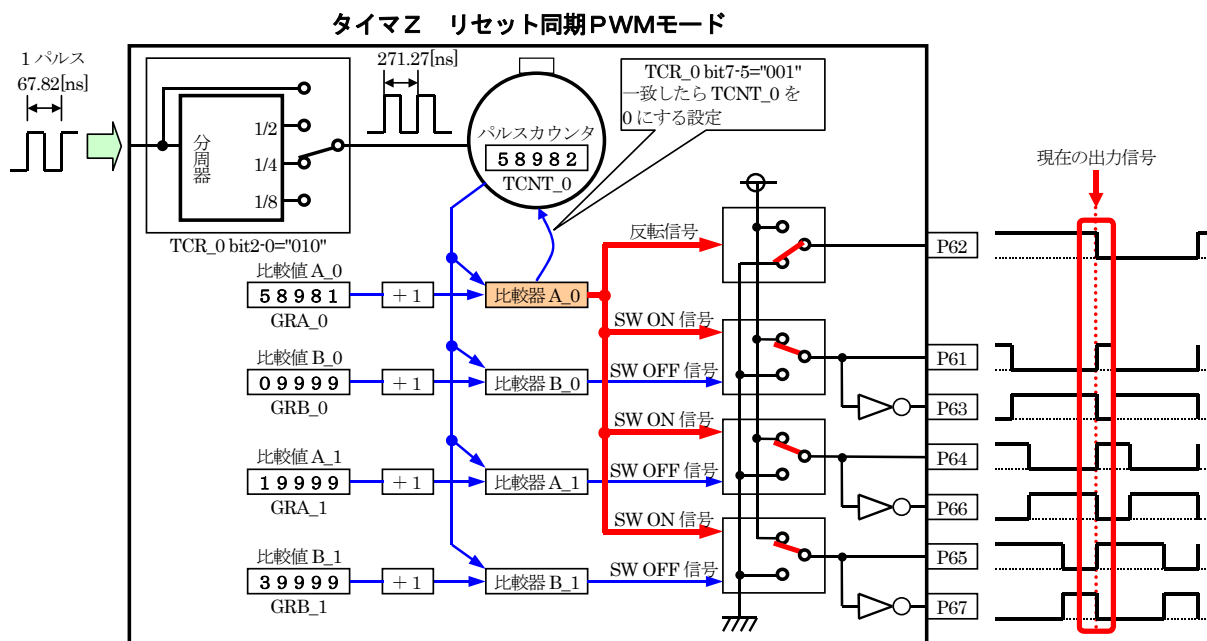 タイマZ　リセット同期PWMモード
1 パルス
67.82[ns]
271.27[ns]
TCR_0 bit7-5="001"
一致したら TCNT_0 を
0 にする設定
分周器
1/2
1/4
1/8
TCR_0 bit2-0="010"
パルスカウンタ
58982
TCNT_0
現在の出力信号
反転信号
P62
比較値 A_0
58981
GRA_0
+1
比較器 A_0
SW ON 信号
P61
比較値 B_0
09999
GRB_0
+1
比較器 B_0
SW OFF 信号
P63
SW ON 信号
P64
比較値 A_1
19999
GRA_1
+1
比較器 A_1
SW OFF 信号
P66
SW ON 信号
P65
比較値 B_1
39999
GRB_1
+1
比較器 B_1
SW OFF 信号
P67